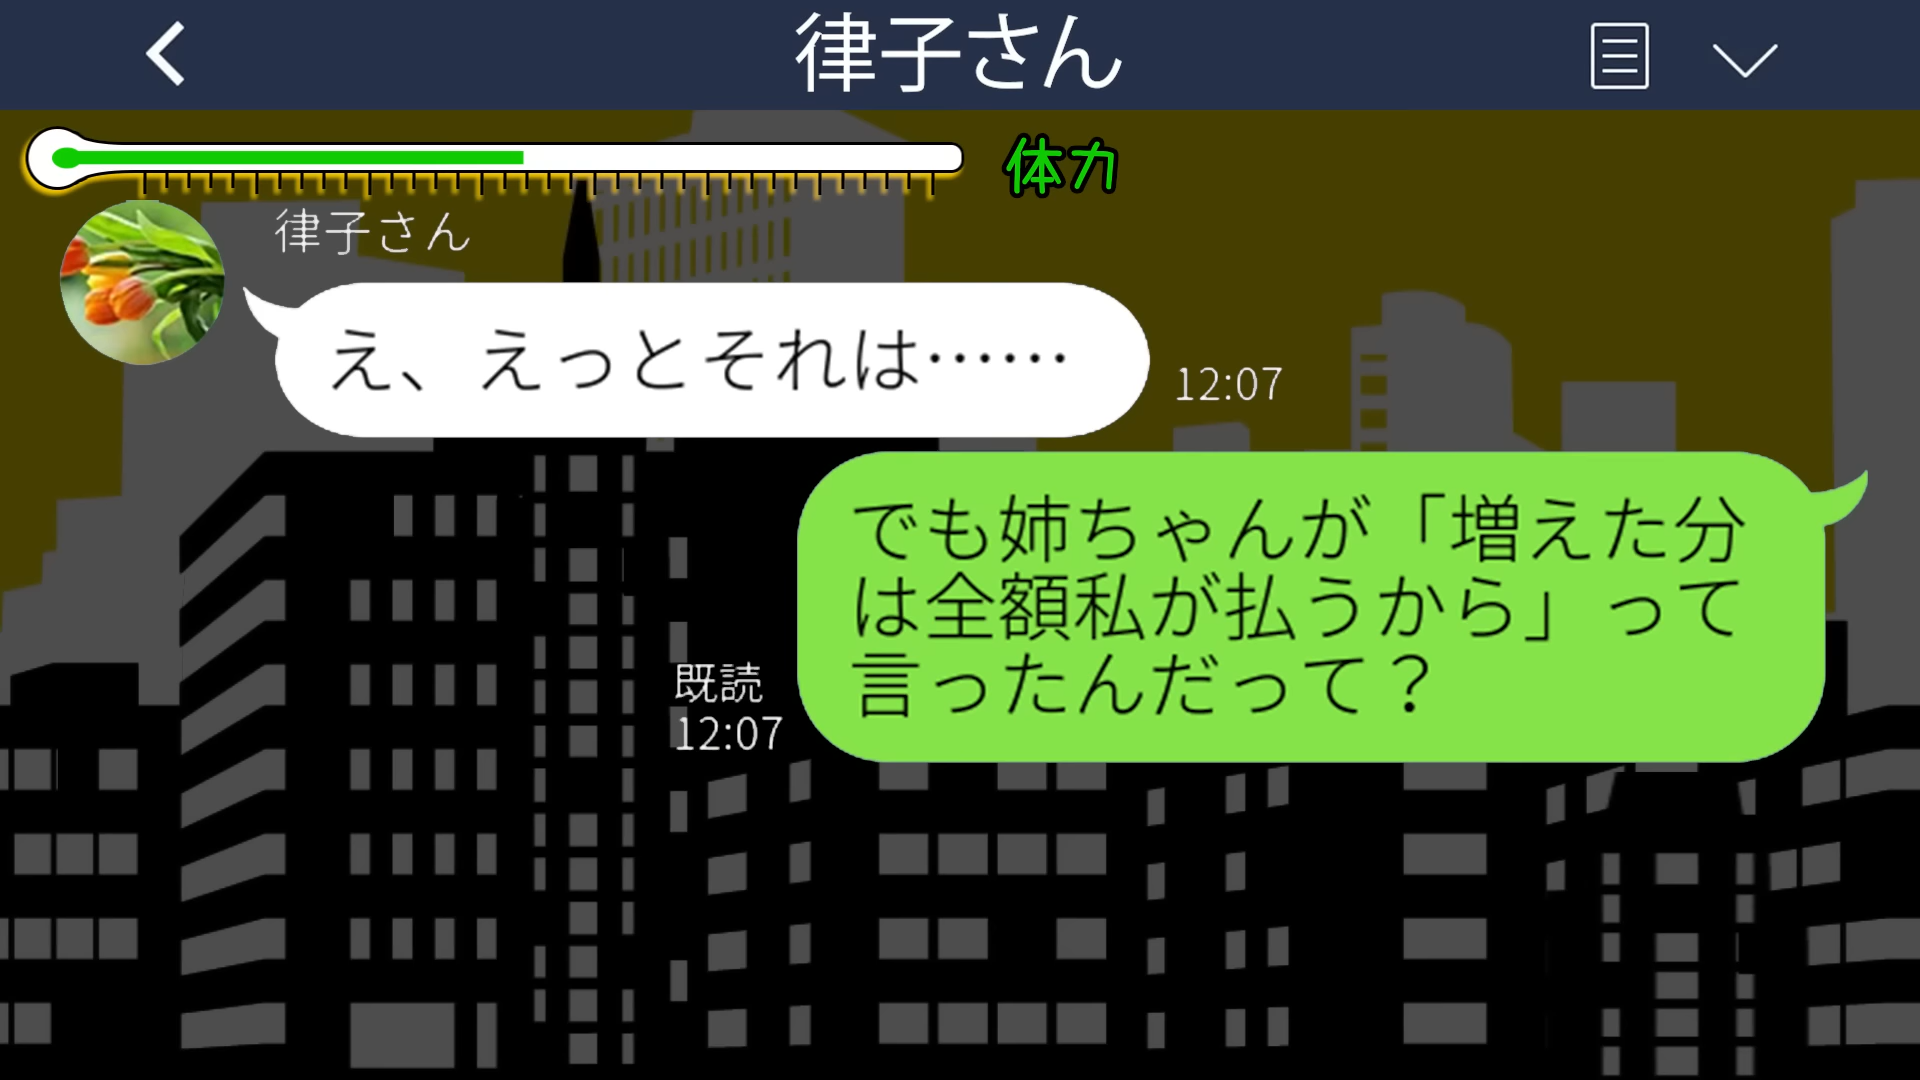 律子さん
体力
律子さん
え、えっとそれは……
12:07
でも姉ちゃんが「増えた分
は全額私が払うから」って
言ったんだって？
既読
12:07